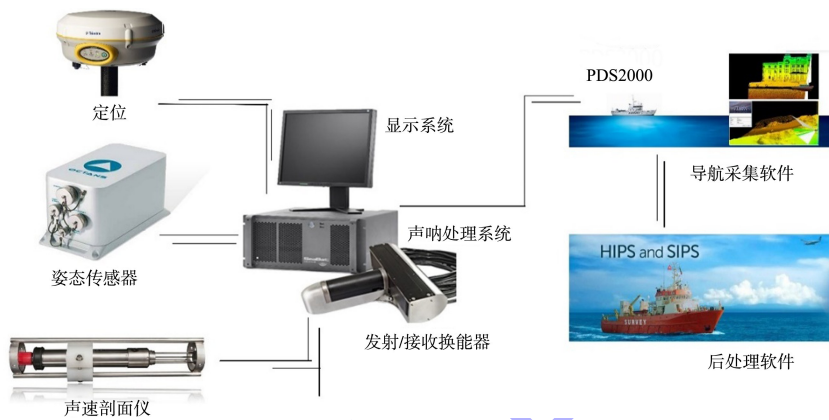 定位
显示系统
PDS2000
导航采集软件
OCTANS
姿态传感器
声呐处理系统
HIPS and SIPS
SURVEY
发射/接收换能器
后处理软件
声速剖面仪